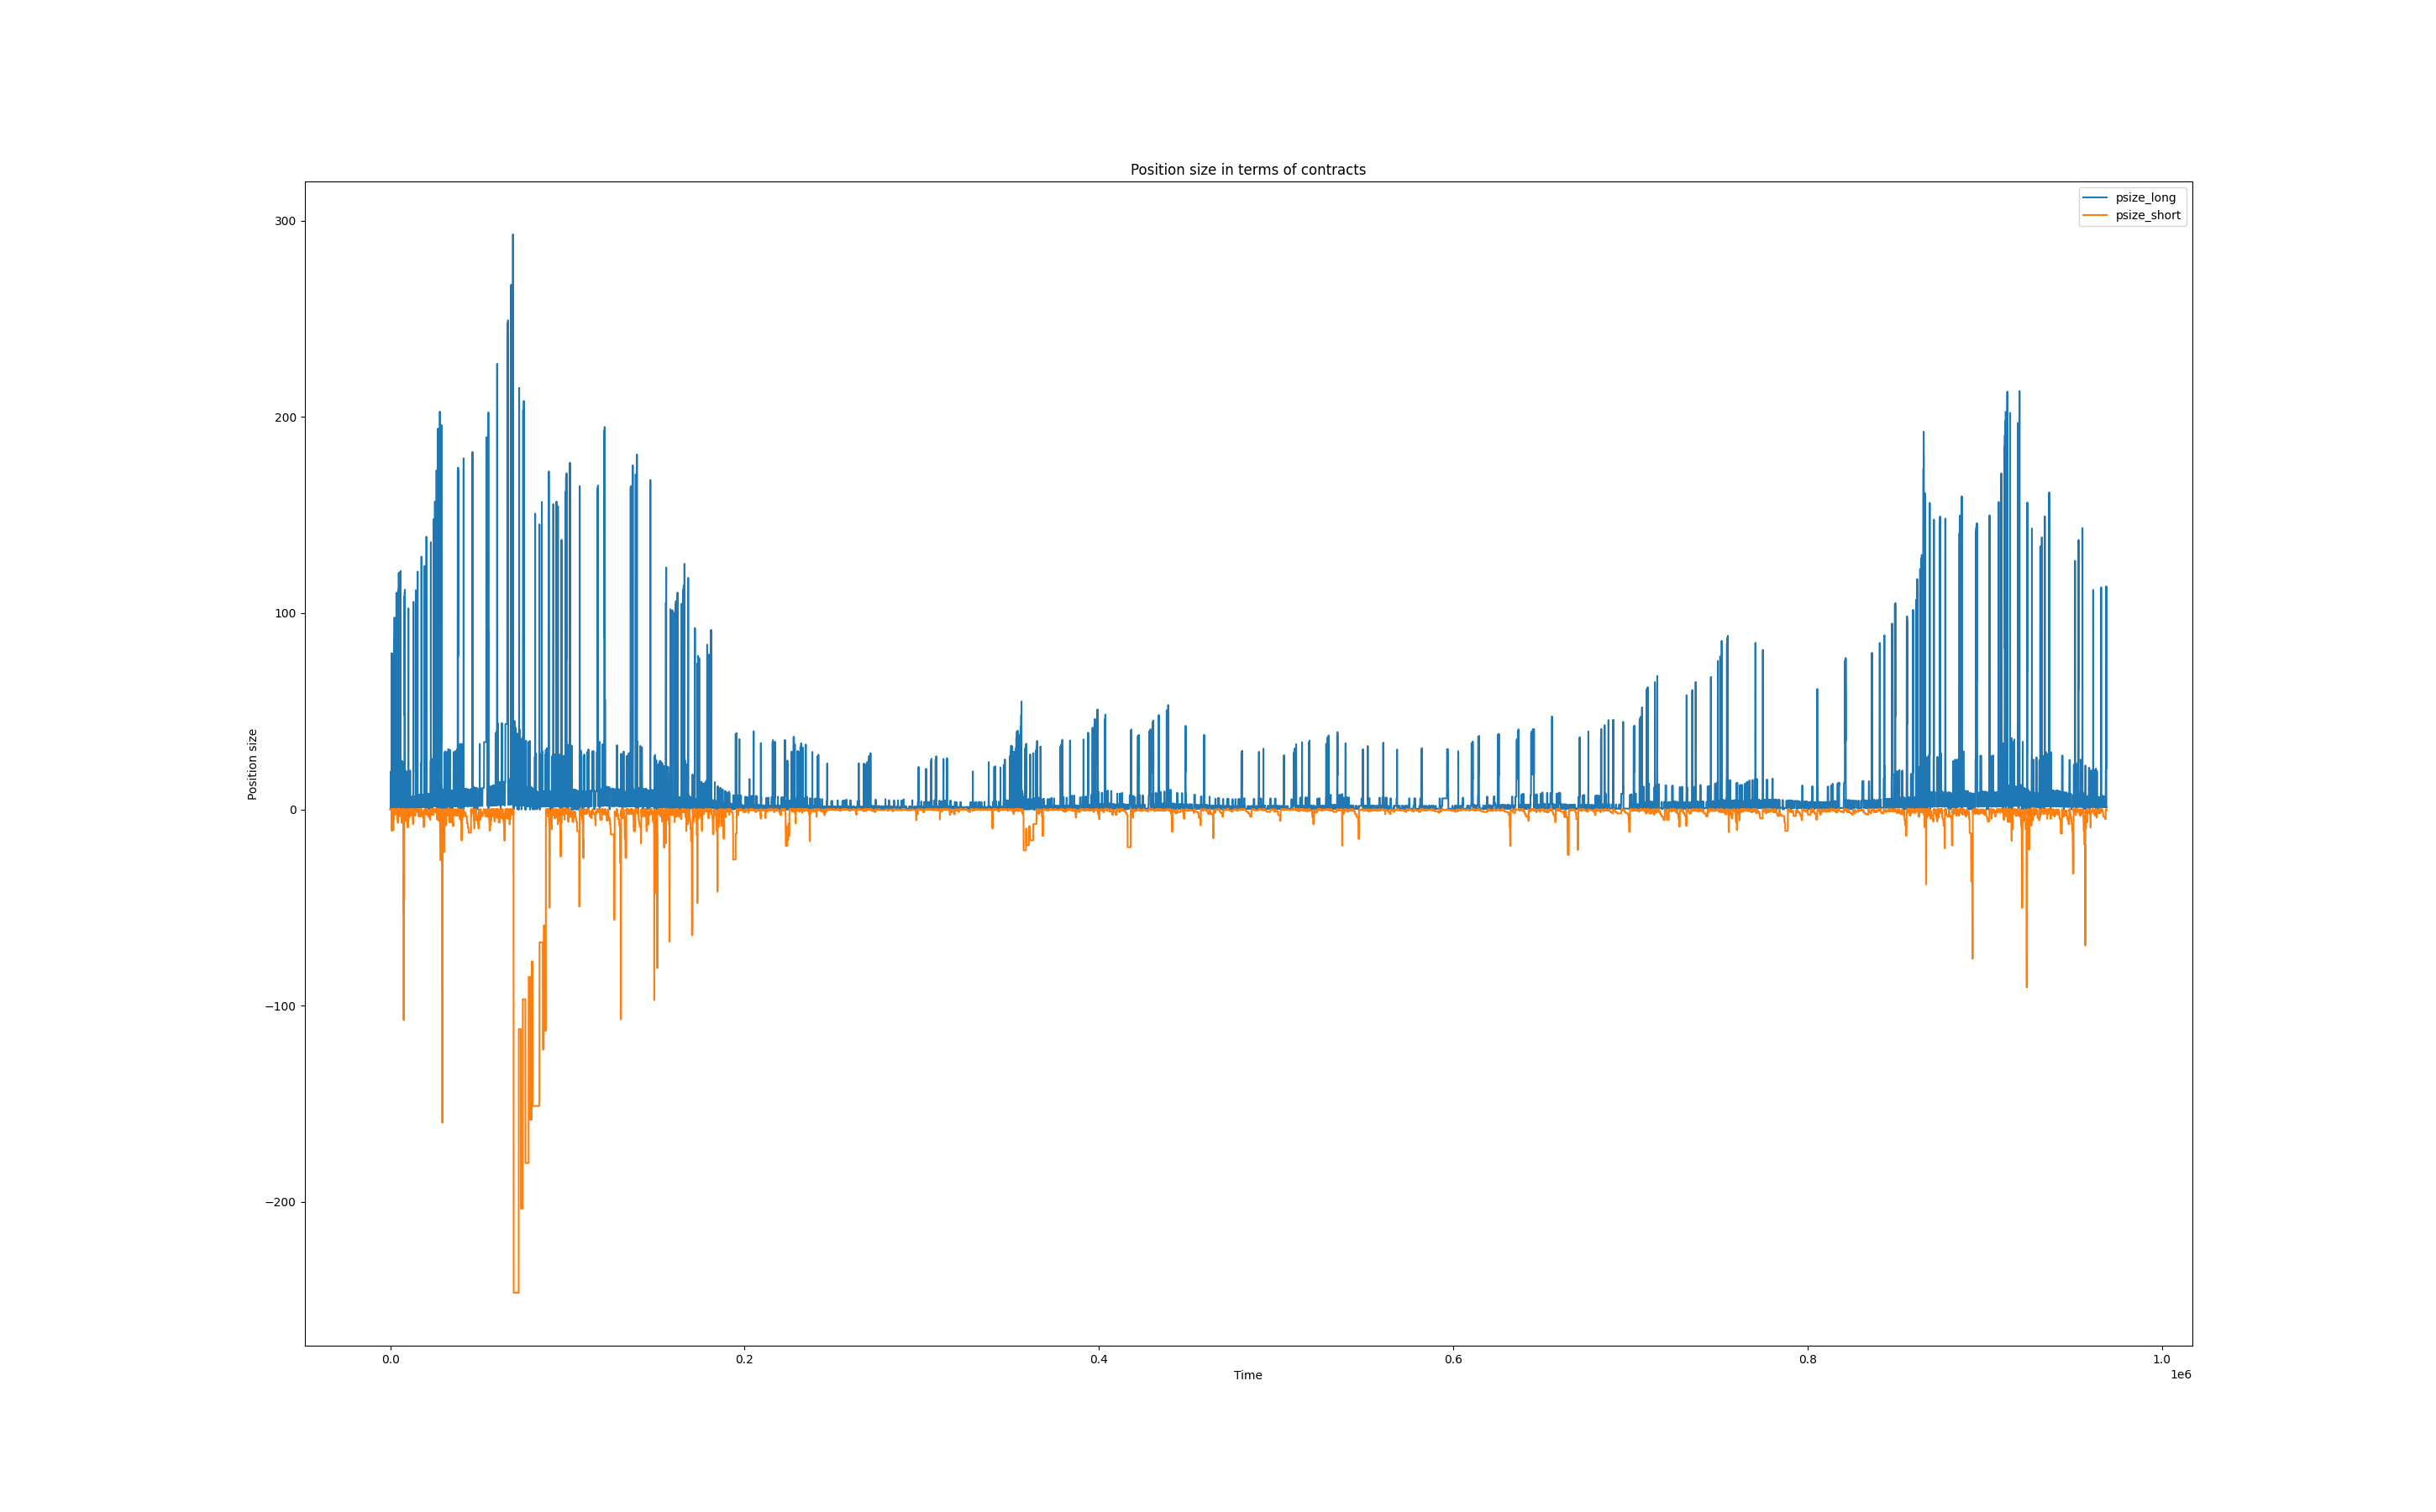 Position size in terms of contracts
psize_long
psize_short
300
200
100
0
−100
−200
Position size
0.0
0.2
0.4
0.6
0.8
1.0
Time
1e6